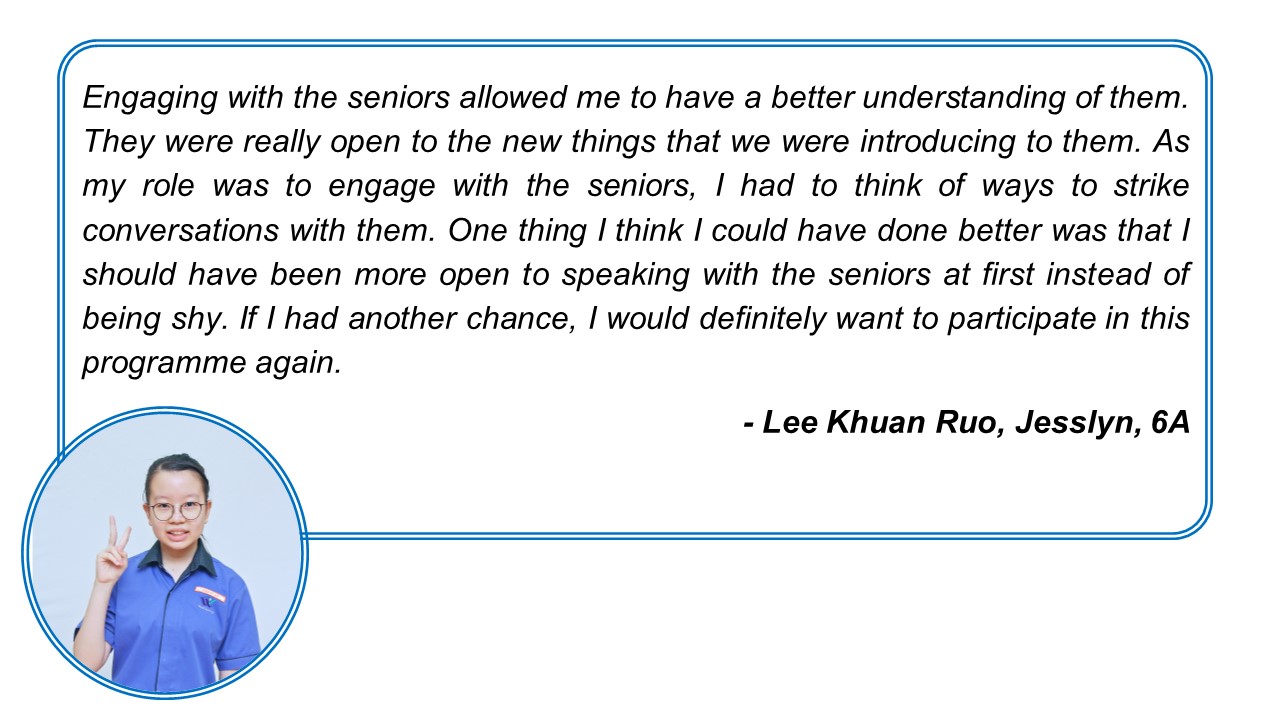 Engaging with the seniors allowed me to have a better understanding of them.
They were really open to the new things that we were introducing to them. As
my role was to engage with the seniors, I had to think of ways to strike
conversations with them. One thing I think I could have done better was that I
should have been more open to speaking with the seniors at first instead of
being shy. If I had another chance, I would definitely want to participate in this
programme again.
- Lee Khuan Ruo, Jesslyn, 6A